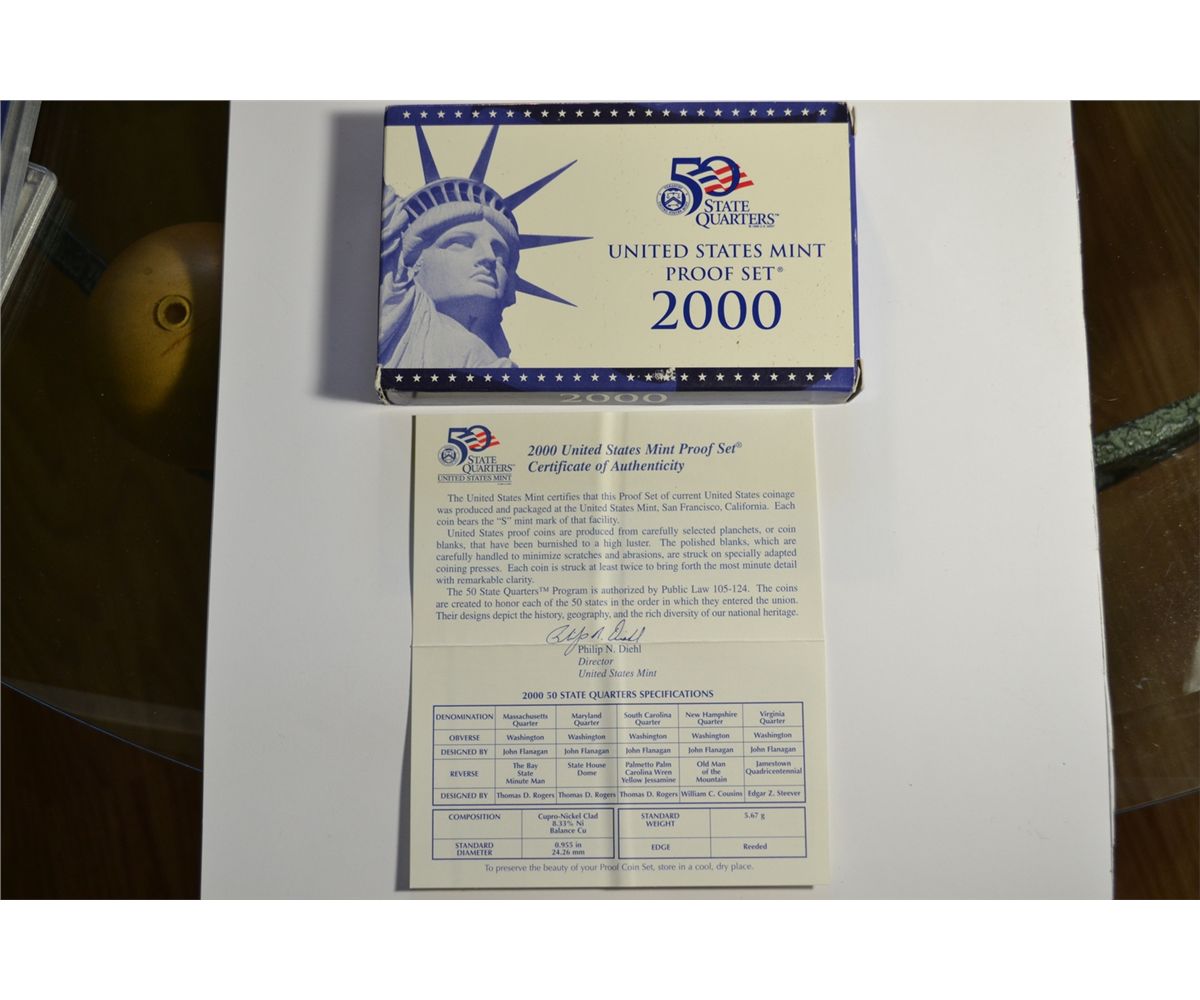 50
STATE
QUARTERS™
UNITED STATES MINT
PROOF SET®
2000
2000
50
STATE
QUARTERS™
UNITED STATES MINT
2000 United States Mint Proof Set®
Certificate of Authenticity
The United States Mint certifies that this Proof Set of current United States coinage
was produced and packaged at the United States Mint, San Francisco, California. Each
coin bears the “S” mint mark of that facility.
United States proof coins are produced from carefully selected planchets, or coin
blanks, that have been burnished to a high luster. The polished blanks, which are
carefully handled to minimize scratches and abrasions, are struck on specially adapted
coining presses. Each coin is struck at least twice to bring forth the most minute detail
with remarkable clarity.
The 50 State Quarters™ Program is authorized by Public Law 105-124. The coins
are created to honor each of the 50 states in the order in which they entered the union.
Their designs depict the history, geography, and the rich diversity of our national heritage.
Philip N. Diehl
Philip N. Diehl
Director
United States Mint
2000 50 STATE QUARTERS SPECIFICATIONS
DENOMINATION Massachusetts Quarter Maryland Quarter South Carolina Quarter New Hampshire Quarter Virginia Quarter
OBVERSE Washington Washington Washington Washington Washington
DESIGNED BY John Flanagan John Flanagan John Flanagan John Flanagan John Flanagan
REVERSE The Bay State Minute Man State House Dome Palmetto Palm Carolina Wren Yellow Jessamine Old Man of the Mountain Jamestown Quadricentennial
DESIGNED BY Thomas D. Rogers Thomas D. Rogers Thomas D. Rogers William C. Cousins Edgar Z. Steever
COMPOSITION Cupro-Nickel Clad 8.33% Ni Balance Cu STANDARD WEIGHT 5.67 g
STANDARD DIAMETER 0.955 in 24.26 mm EDGE Reeded
To preserve the beauty of your Proof Coin Set, store in a cool, dry place.